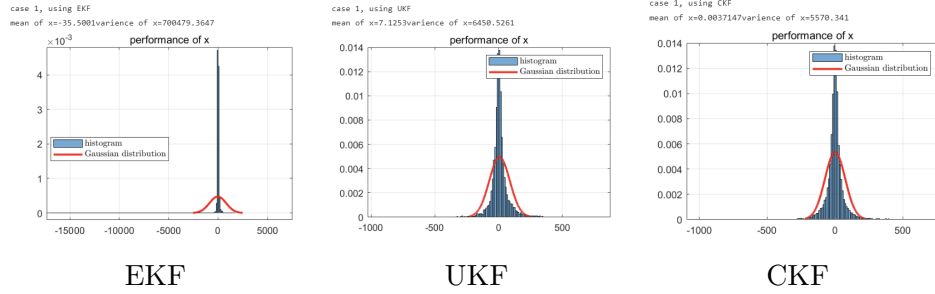 case 1, using EKF
mean of x=-35.5001varience of x=700479.3647
performance of x
×10⁻³
4
3
2
1
0
histogram
Gaussian distribution
-15000 -10000 -5000 0 5000
EKF
case 1, using UKF
mean of x=7.1253varience of x=6450.5261
performance of x
0.014
0.012
0.01
0.008
0.006
0.004
0.002
0
histogram
Gaussian distribution
-1000 -500 0 500
UKF
case 1, using CKF
mean of x=0.0037147varience of x=5570.341
performance of x
0.014
0.012
0.01
0.008
0.006
0.004
0.002
0
histogram
Gaussian distribution
-1000 -500 0 500
CKF